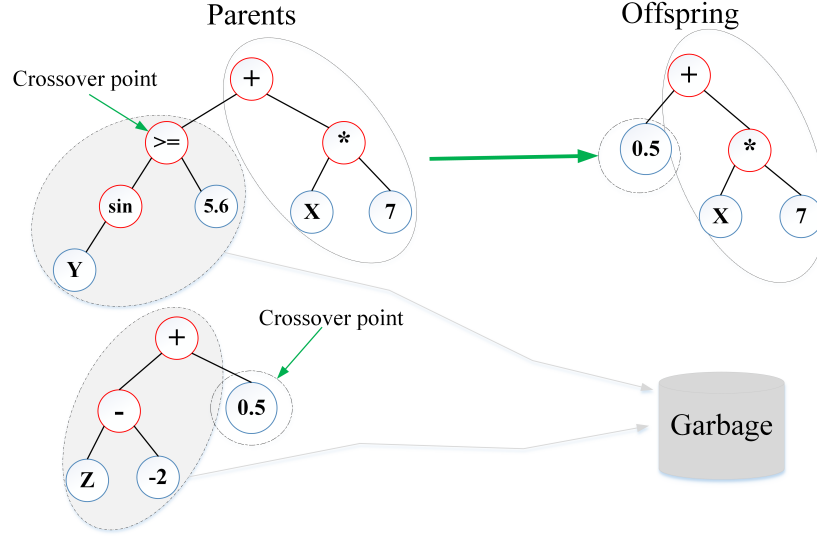 Parents
Offspring
Crossover point
+
+
>=
*
0.5
*
sin
5.6
X
7
X
7
Y
Crossover point
+
-
0.5
Garbage
Z
-2